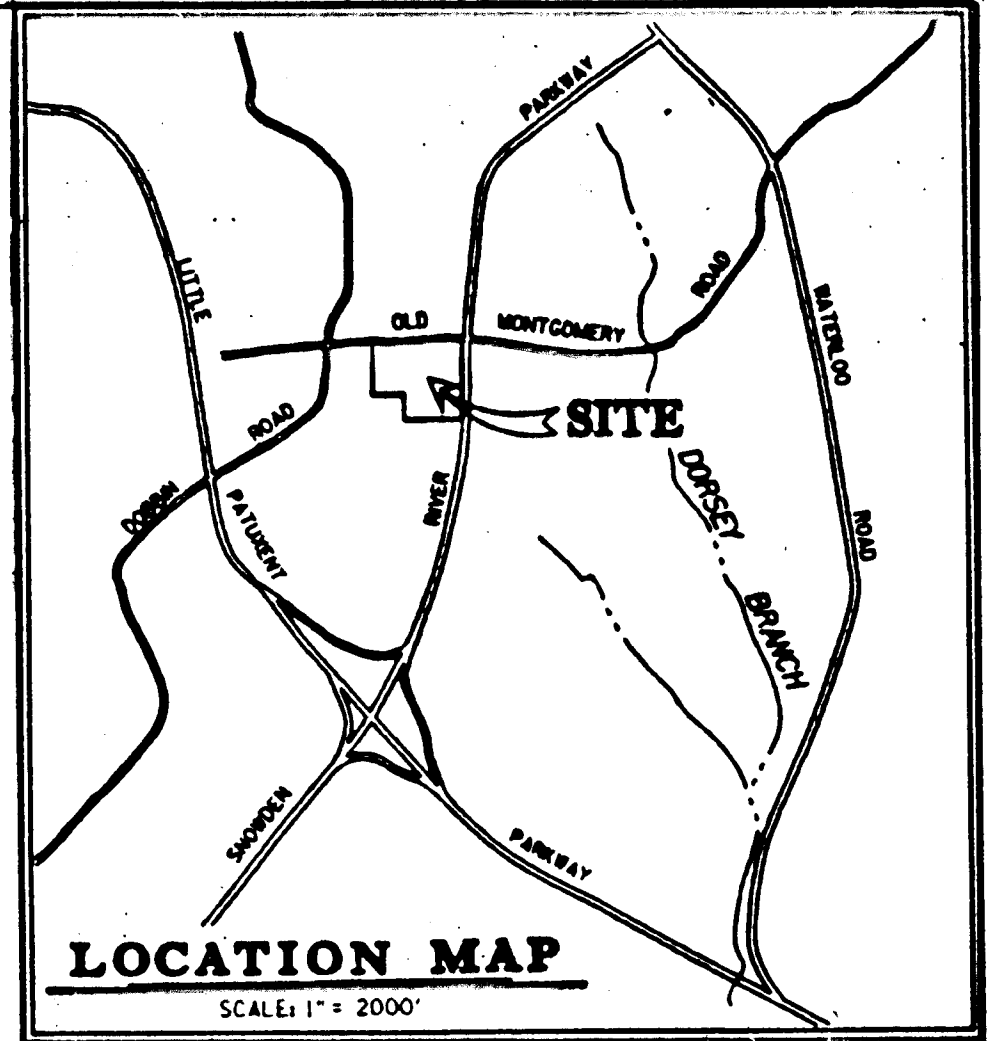 PARKWAY
LITTLE
ROAD
OLD
MONTGOMERY
WATERLOO
SITE
ROAD
DOBBIN
PATUXENT
RIVER
DORSEY
ROAD
BRANCH
SNOWDEN
PARKWAY
LOCATION MAP
SCALE: 1" = 2000'